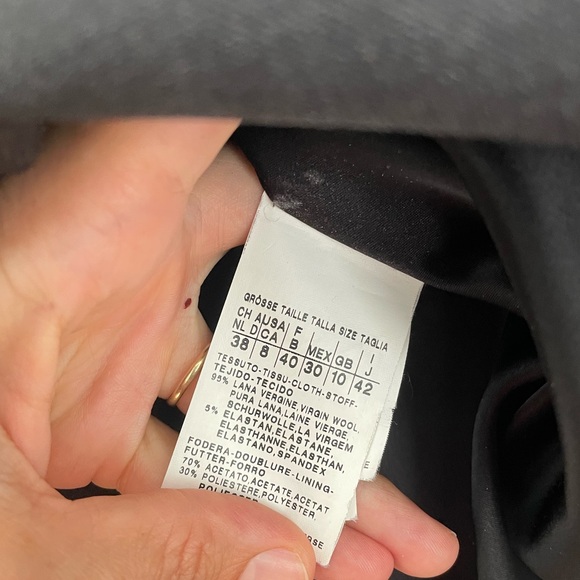 GRÖSSE TAILLE TALLA SIZE TAGLIA
CH A USA F I
NL D CA B MEX GB J
38 8 40 30 10 42
TESSUTO-TISSU-CLOTH-STOFF-
TEJIDO-TECIDO
95% LANA VERGINE, VIRGIN WOOL,
PURA LANA, LAINE VIERGE,
SCHURWOLLE, LA VIRGEM
5% ELASTAN, ELASTANE,
ELASTHANNE, ELASTHAN,
ELASTANO, SPANDEX
FODERA-DOUBLURE-LINING-
FUTTER-FORRO
70% ACETATO, ACETATE, ACETAT
30% POLIESTERE, POLYESTER,
E